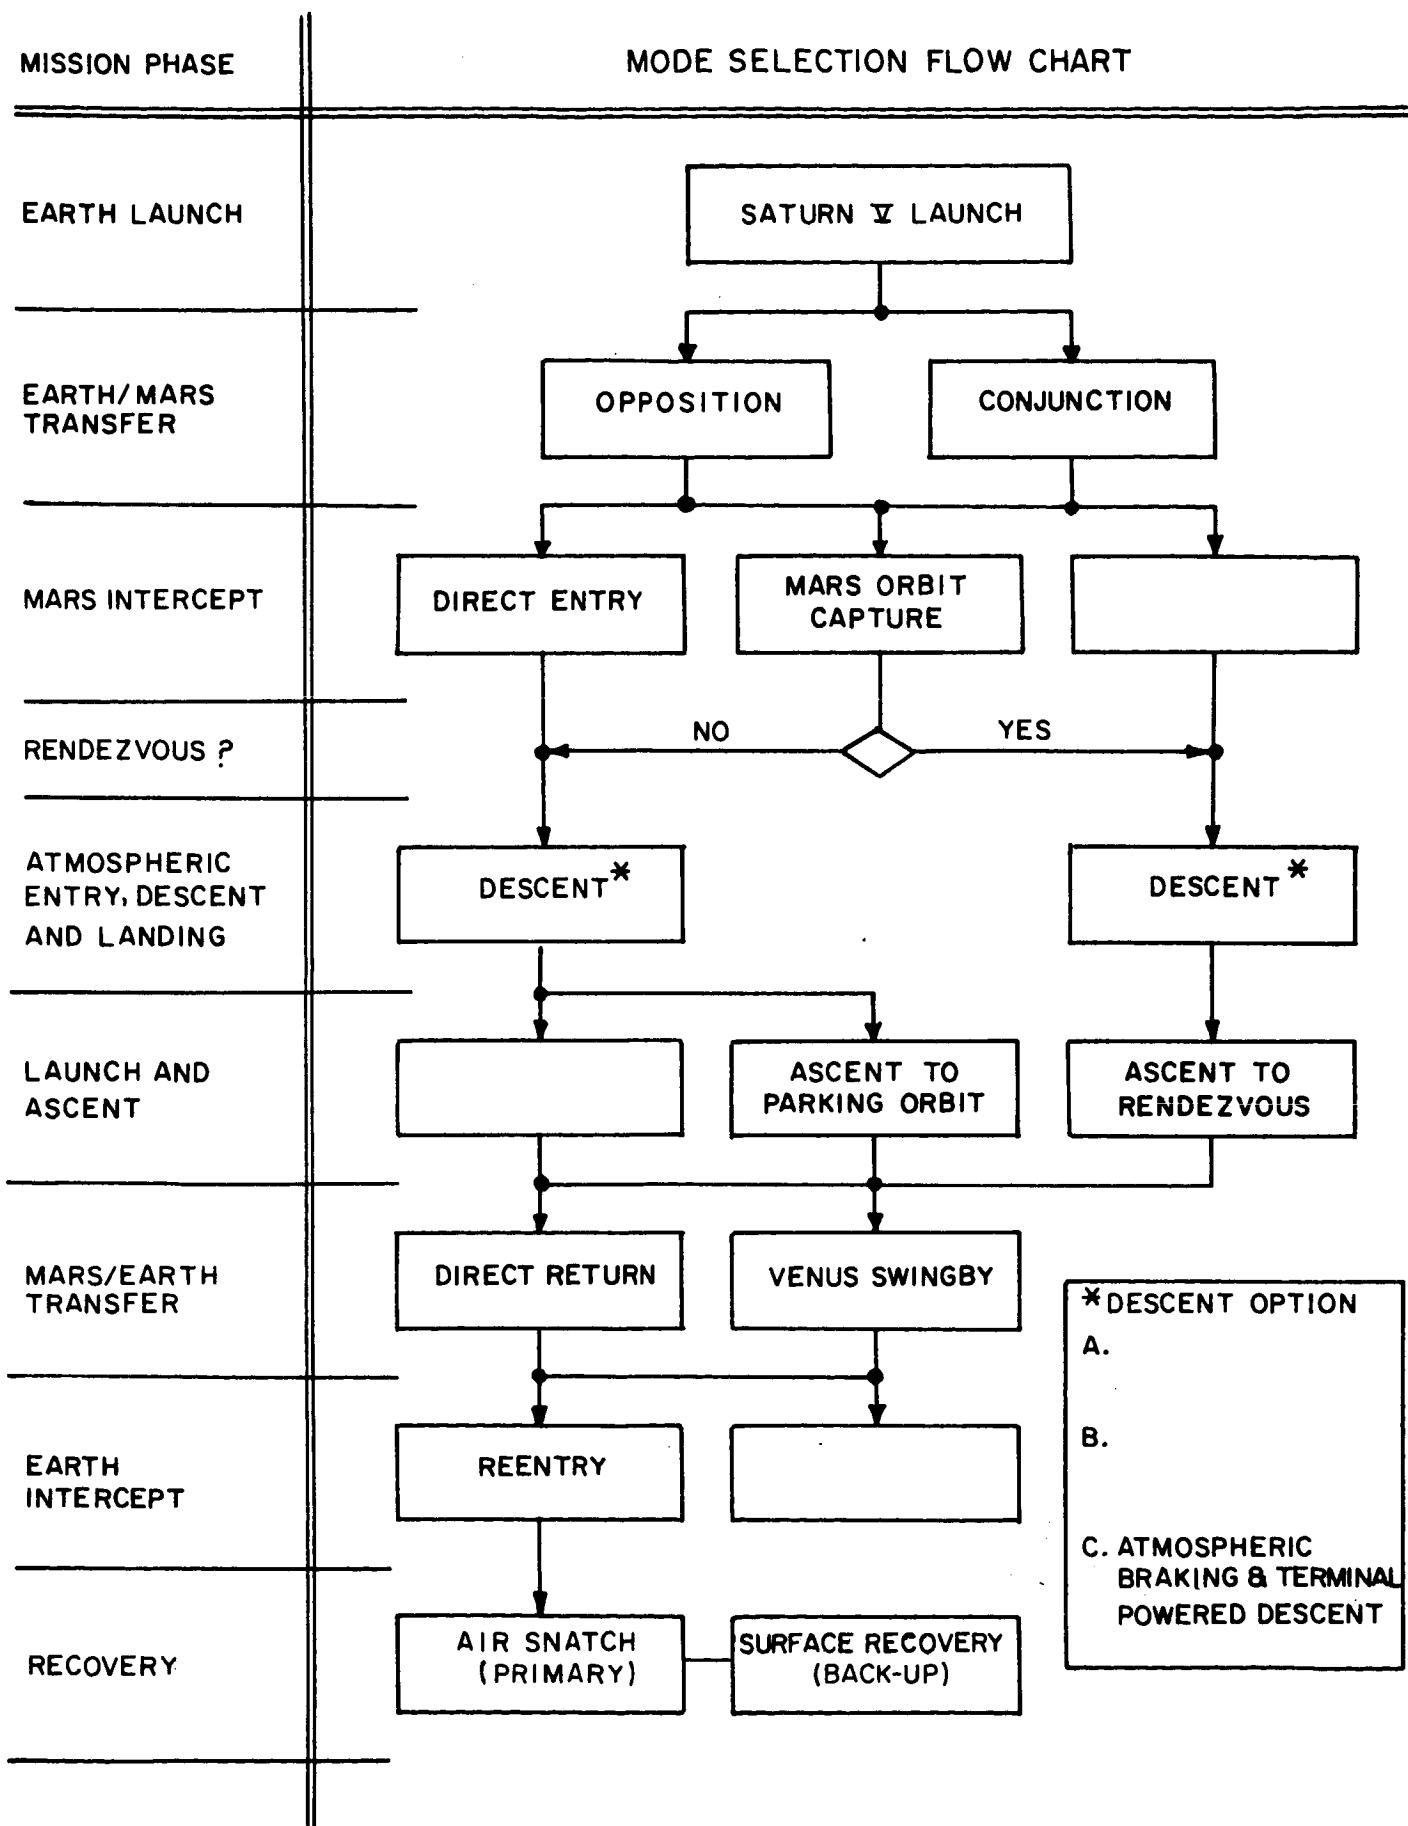 MISSION PHASE
MODE SELECTION FLOW CHART
EARTH LAUNCH
SATURN V LAUNCH
EARTH/MARS
TRANSFER
OPPOSITION
CONJUNCTION
MARS INTERCEPT
DIRECT ENTRY
MARS ORBIT
CAPTURE
RENDEZVOUS ?
NO
YES
ATMOSPHERIC
ENTRY, DESCENT
AND LANDING
DESCENT*
DESCENT*
LAUNCH AND
ASCENT
ASCENT TO
PARKING ORBIT
ASCENT TO
RENDEZVOUS
MARS/EARTH
TRANSFER
DIRECT RETURN
VENUS SWINGBY
*DESCENT OPTION
A.
B.
C. ATMOSPHERIC
BRAKING & TERMINAL
POWERED DESCENT
EARTH
INTERCEPT
REENTRY
RECOVERY
AIR SNATCH
(PRIMARY)
SURFACE RECOVERY
(BACK-UP)